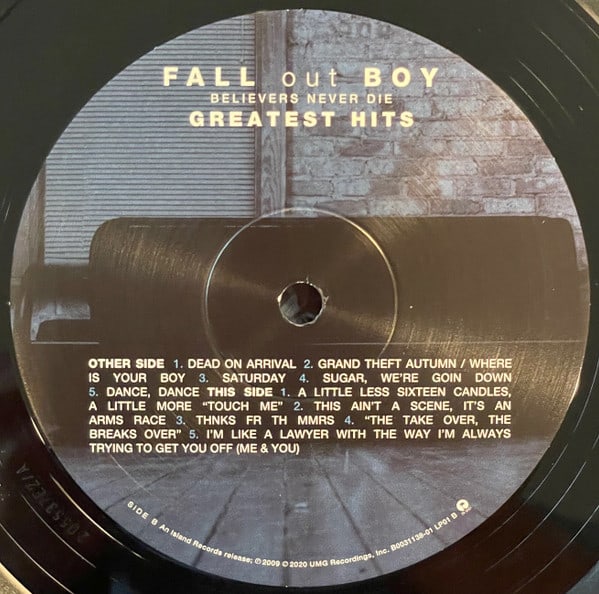 FALL out BOY
BELIEVERS NEVER DIE
GREATEST HITS
OTHER SIDE 1. DEAD ON ARRIVAL 2. GRAND THEFT AUTUMN / WHERE
IS YOUR BOY 3. SATURDAY 4. SUGAR, WE'RE GOIN DOWN
5. DANCE, DANCE THIS SIDE 1. A LITTLE LESS SIXTEEN CANDLES,
A LITTLE MORE “TOUCH ME” 2. THIS AIN'T A SCENE, IT'S AN
ARMS RACE 3. THNKS FR TH MMRS 4. “THE TAKE OVER, THE
BREAKS OVER” 5. I'M LIKE A LAWYER WITH THE WAY I'M ALWAYS
TRYING TO GET YOU OFF (ME & YOU)
SIDE B An Island Records release; ℗2009 ©2020 UMG Recordings, Inc. B0031138-01 LP01 B